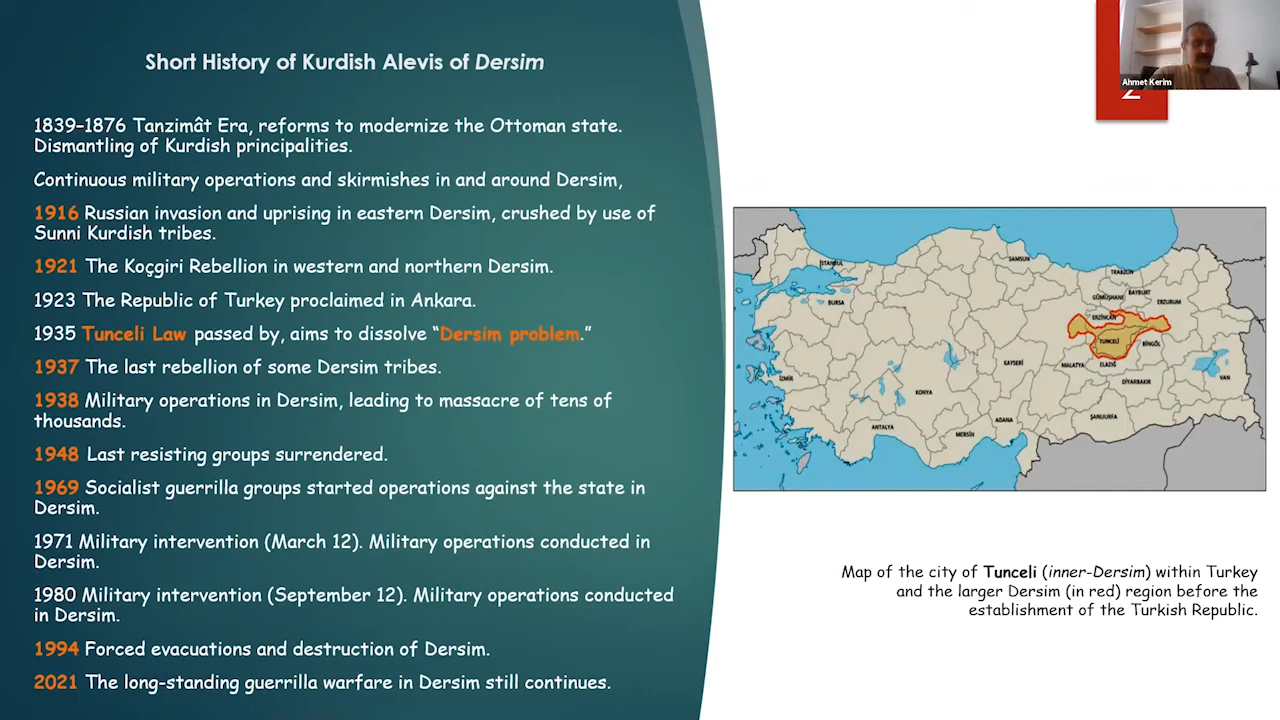 Short History of Kurdish Alevis of Dersim
1839–1876 Tanzimât Era, reforms to modernize the Ottoman state.
Dismantling of Kurdish principalities.
Continuous military operations and skirmishes in and around Dersim,
1916 Russian invasion and uprising in eastern Dersim, crushed by use of
Sunni Kurdish tribes.
1921 The Koçgiri Rebellion in western and northern Dersim.
1923 The Republic of Turkey proclaimed in Ankara.
1935 Tunceli Law passed by, aims to dissolve “Dersim problem.”
1937 The last rebellion of some Dersim tribes.
1938 Military operations in Dersim, leading to massacre of tens of
thousands.
1948 Last resisting groups surrendered.
1969 Socialist guerrilla groups started operations against the state in
Dersim.
1971 Military intervention (March 12). Military operations conducted in
Dersim.
1980 Military intervention (September 12). Military operations conducted
in Dersim.
1994 Forced evacuations and destruction of Dersim.
2021 The long-standing guerrilla warfare in Dersim still continues.
2
Ahmet Kerim
İSTANBUL
SAMSUN
TRABZON
BURSA
GÜMÜŞHANE
BAYBURT
ERZURUM
ERZİNCAN
TUNCELİ
BİNGÖL
İZMİR
KAYSERİ
MALATYA
ELAZIĞ
VAN
KONYA
DİYARBAKIR
ANTALYA
MERSİN
ADANA
ŞANLIURFA
Map of the city of Tunceli (inner-Dersim) within Turkey
and the larger Dersim (in red) region before the
establishment of the Turkish Republic.